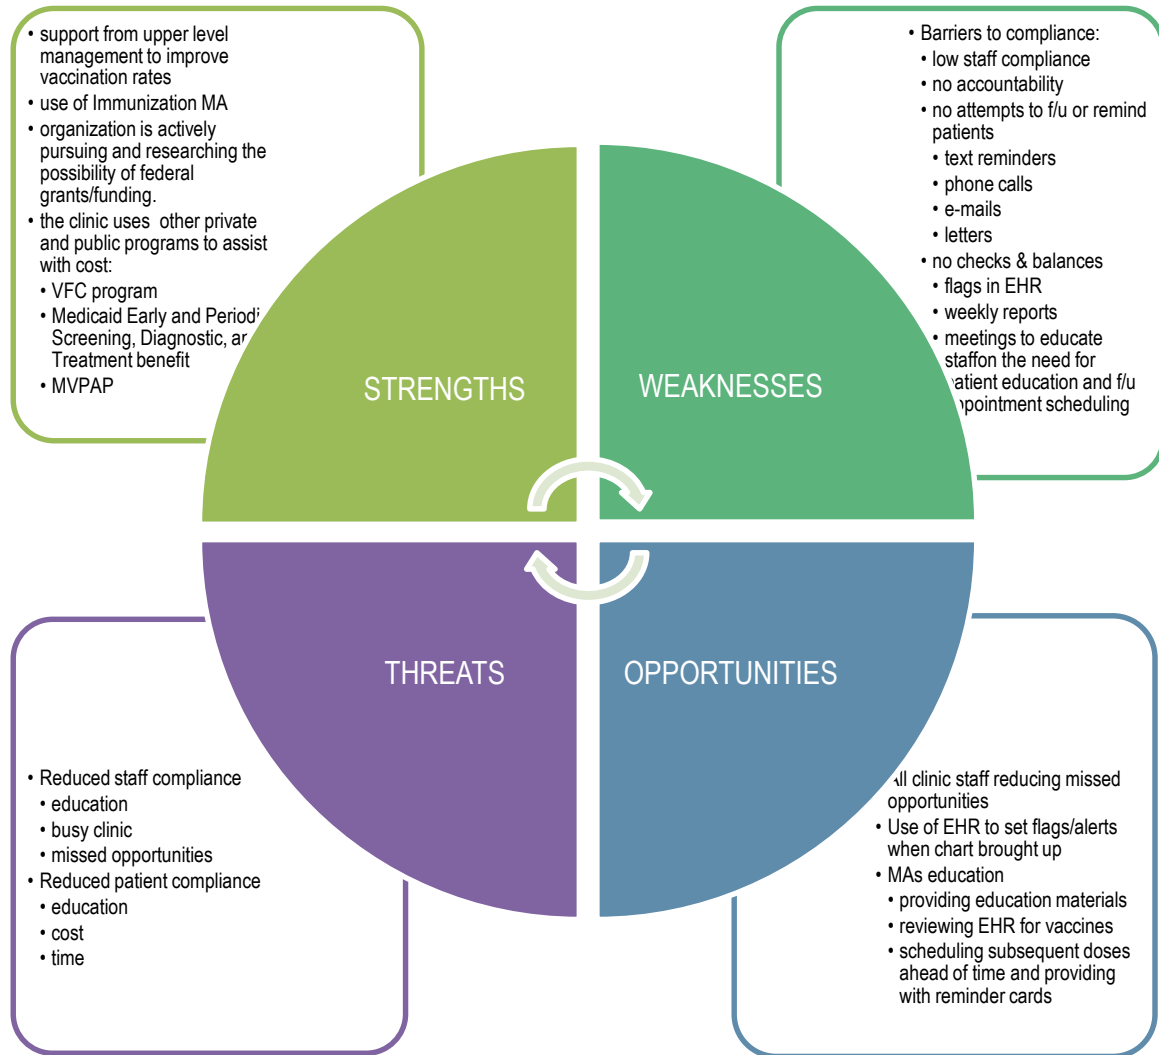 • support from upper level
management to improve
vaccination rates
• use of Immunization MA
• organization is actively
pursuing and researching the
possibility of federal
grants/funding.
• the clinic uses other private
and public programs to assist
with cost:
• VFC program
• Medicaid Early and Periodi
Screening, Diagnostic, an
Treatment benefit
• MVPAP
• Barriers to compliance:
• low staff compliance
• no accountability
• no attempts to f/u or remind
patients
• text reminders
• phone calls
• e-mails
• letters
• no checks & balances
• flags in EHR
• weekly reports
• meetings to educate
staffon the need for
patient education and f/u
appointment scheduling
STRENGTHS
WEAKNESSES
THREATS
OPPORTUNITIES
• Reduced staff compliance
• education
• busy clinic
• missed opportunities
• Reduced patient compliance
• education
• cost
• time
All clinic staff reducing missed
opportunities
• Use of EHR to set flags/alerts
when chart brought up
• MAs education
• providing education materials
• reviewing EHR for vaccines
• scheduling subsequent doses
ahead of time and providing
with reminder cards